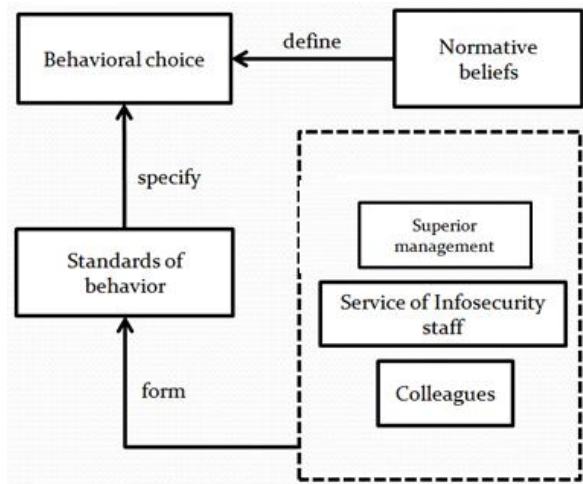 Behavioral choice
define
Normative
beliefs
specify
Standards of
behavior
form
Superior
management
Service of Infosecurity
staff
Colleagues